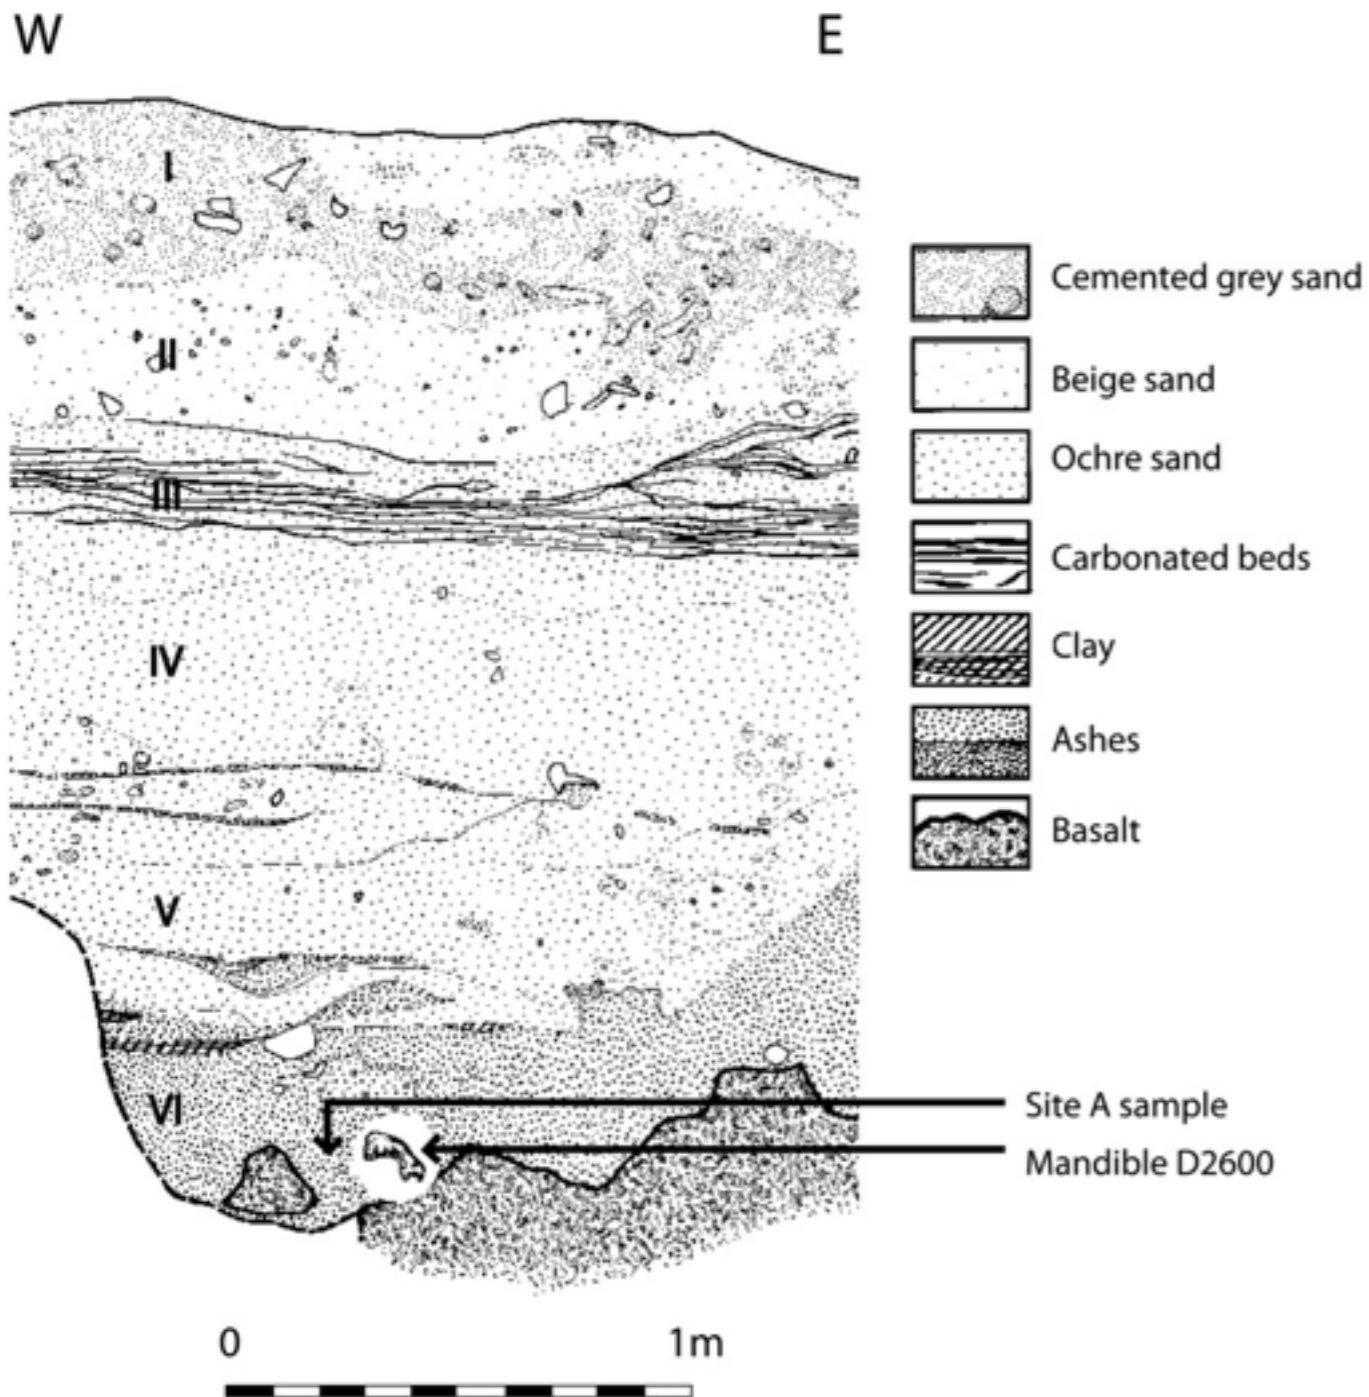 W E
I
II
III
IV
V
VI
Cemented grey sand
Beige sand
Ochre sand
Carbonated beds
Clay
Ashes
Basalt
Site A sample
Mandible D2600
0 1m